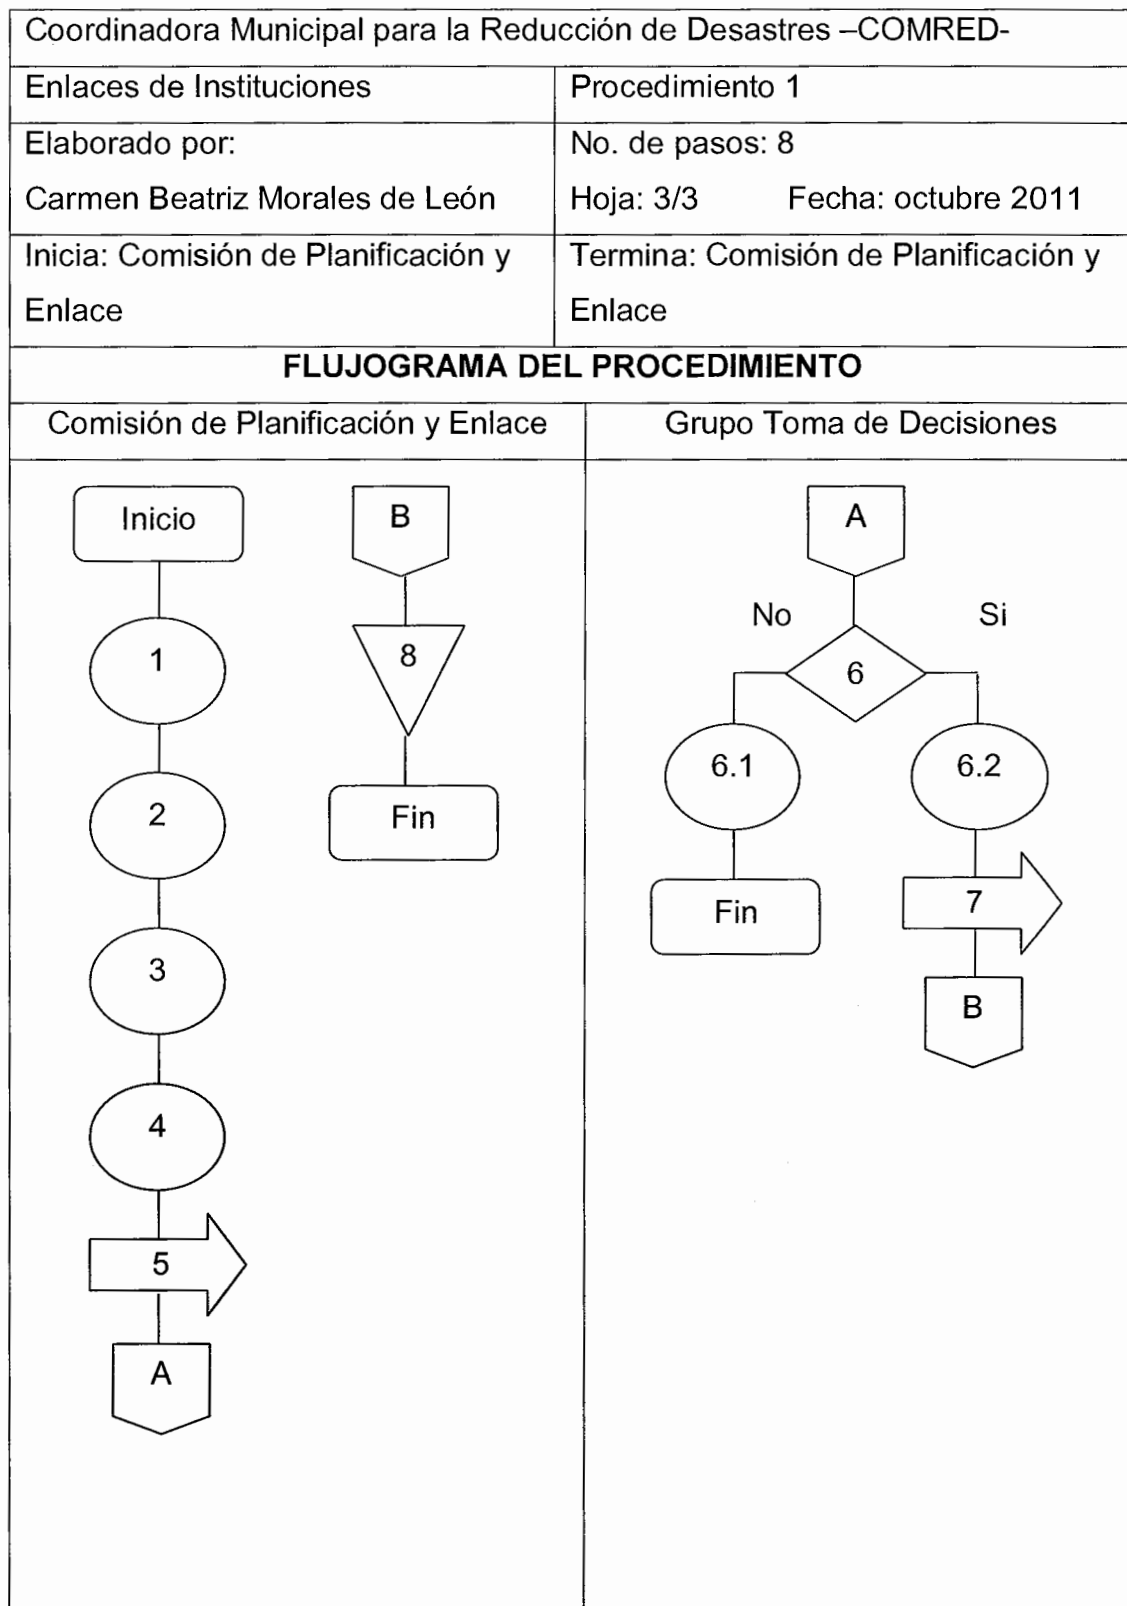 Coordinadora Municipal para la Reducción de Desastres –COMRED-
Enlaces de Instituciones
Procedimiento 1
Elaborado por:
Carmen Beatriz Morales de León
No. de pasos: 8
Hoja: 3/3 Fecha: octubre 2011
Inicia: Comisión de Planificación y
Enlace
Termina: Comisión de Planificación y
Enlace
FLUJOGRAMA DEL PROCEDIMIENTO
Comisión de Planificación y Enlace
Grupo Toma de Decisiones
Inicio
1
2
3
4
5
A
B
8
Fin
A
No
Si
6
6.1
Fin
6.2
7
B